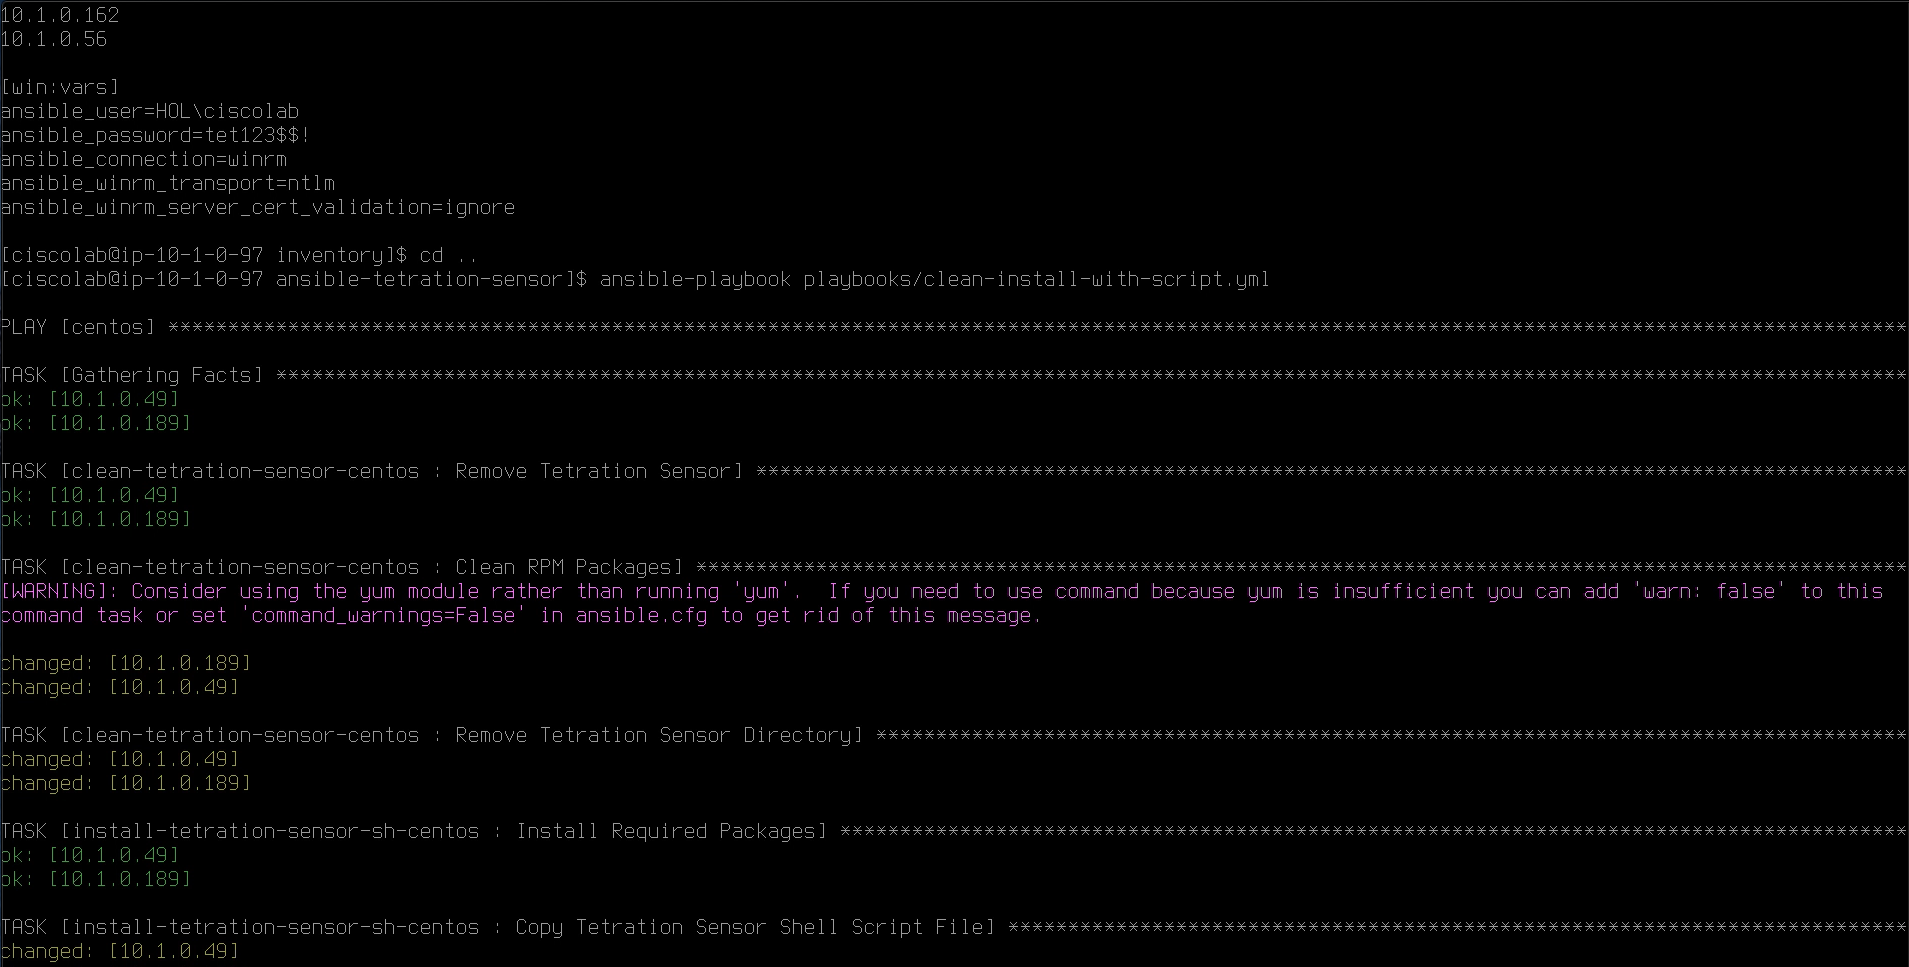 10.1.0.162
10.1.0.56
[win:vars]
ansible_user=HOL\ciscolab
ansible_password=tet123$$!
ansible_connection=winrm
ansible_winrm_transport=ntlm
ansible_winrm_server_cert_validation=ignore
[ciscolab@ip-10-1-0-97 inventory]$ cd ..
[ciscolab@ip-10-1-0-97 ansible-tetration-sensor]$ ansible-playbook playbooks/clean-install-with-script.yml
PLAY [centos] *************************************************************************************************************************************************
TASK [Gathering Facts] ****************************************************************************************************************************************
ok: [10.1.0.49]
ok: [10.1.0.189]
TASK [clean-tetration-sensor-centos : Remove Tetration Sensor] ************************************************************************************************
ok: [10.1.0.49]
ok: [10.1.0.189]
TASK [clean-tetration-sensor-centos : Clean RPM Packages] *****************************************************************************************************
[WARNING]: Consider using the yum module rather than running 'yum'.  If you need to use command because yum is insufficient you can add 'warn: false' to this
command task or set 'command_warnings=False' in ansible.cfg to get rid of this message.
changed: [10.1.0.189]
changed: [10.1.0.49]
TASK [clean-tetration-sensor-centos : Remove Tetration Sensor Directory] **************************************************************************************
changed: [10.1.0.49]
changed: [10.1.0.189]
TASK [install-tetration-sensor-sh-centos : Install Required Packages] *****************************************************************************************
ok: [10.1.0.49]
ok: [10.1.0.189]
TASK [install-tetration-sensor-sh-centos : Copy Tetration Sensor Shell Script File] ***************************************************************************
changed: [10.1.0.49]